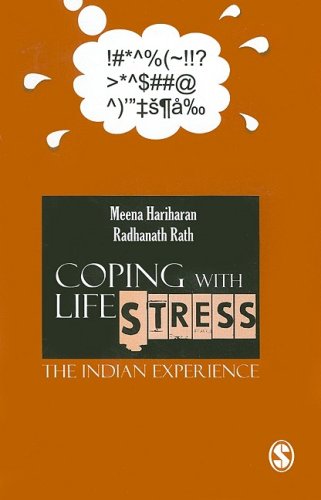 !#*^%(~!!?
>*^$##@
^)’”‡š¶å‰
Meena Hariharan
Radhanath Rath
COPING WITH
LIFE STRESS
THE INDIAN EXPERIENCE
S